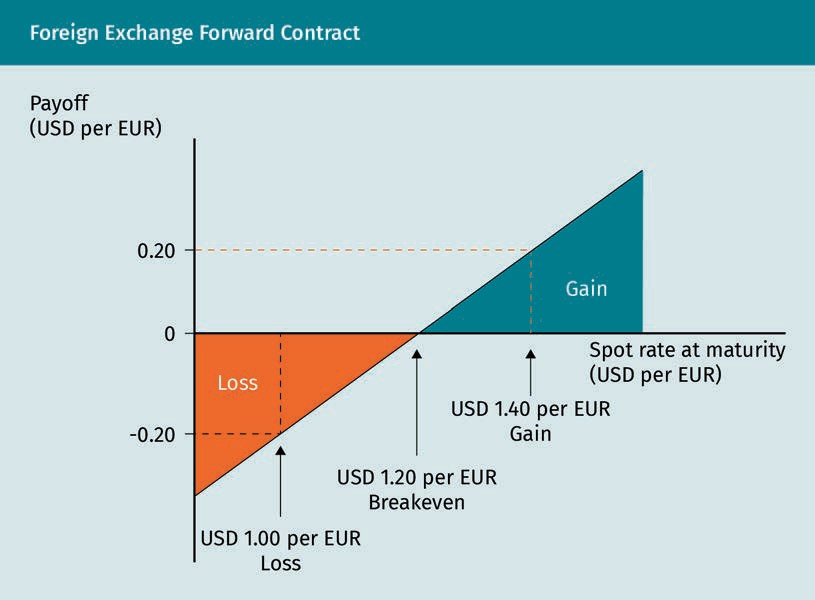 Foreign Exchange Forward Contract
Payoff
(USD per EUR)
0.20
Gain
0
Spot rate at maturity
(USD per EUR)
Loss
USD 1.40 per EUR
Gain
-0.20
USD 1.20 per EUR
Breakeven
USD 1.00 per EUR
Loss